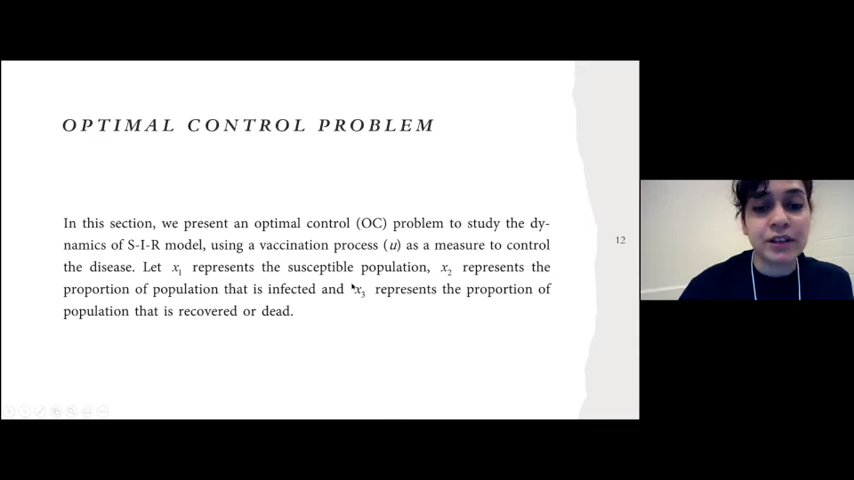 OPTIMAL CONTROL PROBLEM
In this section, we present an optimal control (OC) problem to study the dy-
namics of S-I-R model, using a vaccination process (u) as a measure to control
the disease. Let x₁ represents the susceptible population, x₂ represents the
proportion of population that is infected and x₃ represents the proportion of
population that is recovered or dead.
12